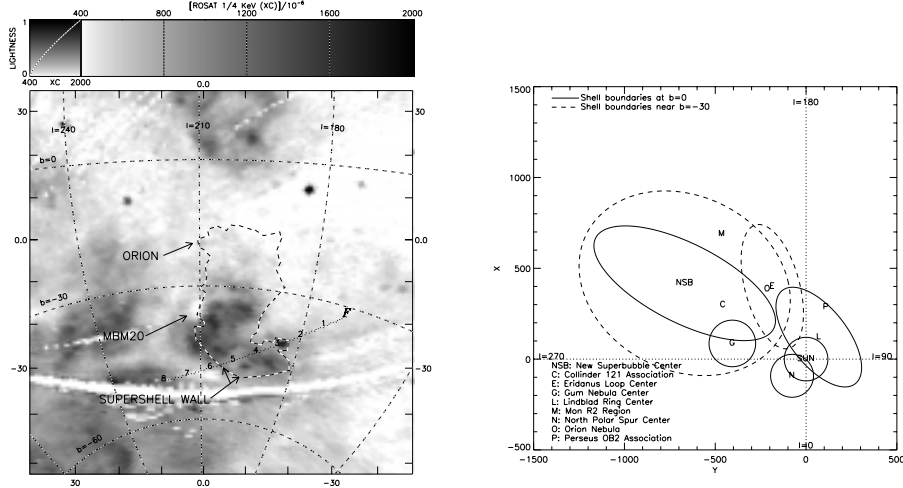 [ROSAT 1/4 KeV (XC)]/10⁻⁶
400 800 1200 1600 2000
LIGHTNESS
1
0
400 XC 2000
0.0
30
0.0
-30
l=240
l=210
l=180
b=0
b=-30
b=-60
ORION
MBM20
SUPERSHELL WALL
F
1
2
3
4
5
6
7
8
30 0.0 -30
30
0.0
-30
Shell boundaries at b=0
Shell boundaries near b=-30
l=180
l=270
l=90
l=0
1500
1000
500
0
-500
X
-1500 -1000 -500 0 500
Y
M
NSB
C
O
E
P
G
L
SUN
N
NSB: New Superbubble Center
C: Collinder 121 Association
E: Eridanus Loop Center
G: Gum Nebula Center
L: Lindblad Ring Center
M: Mon R2 Region
N: North Polar Spur Center
O: Orion Nebula
P: Perseus OB2 Association